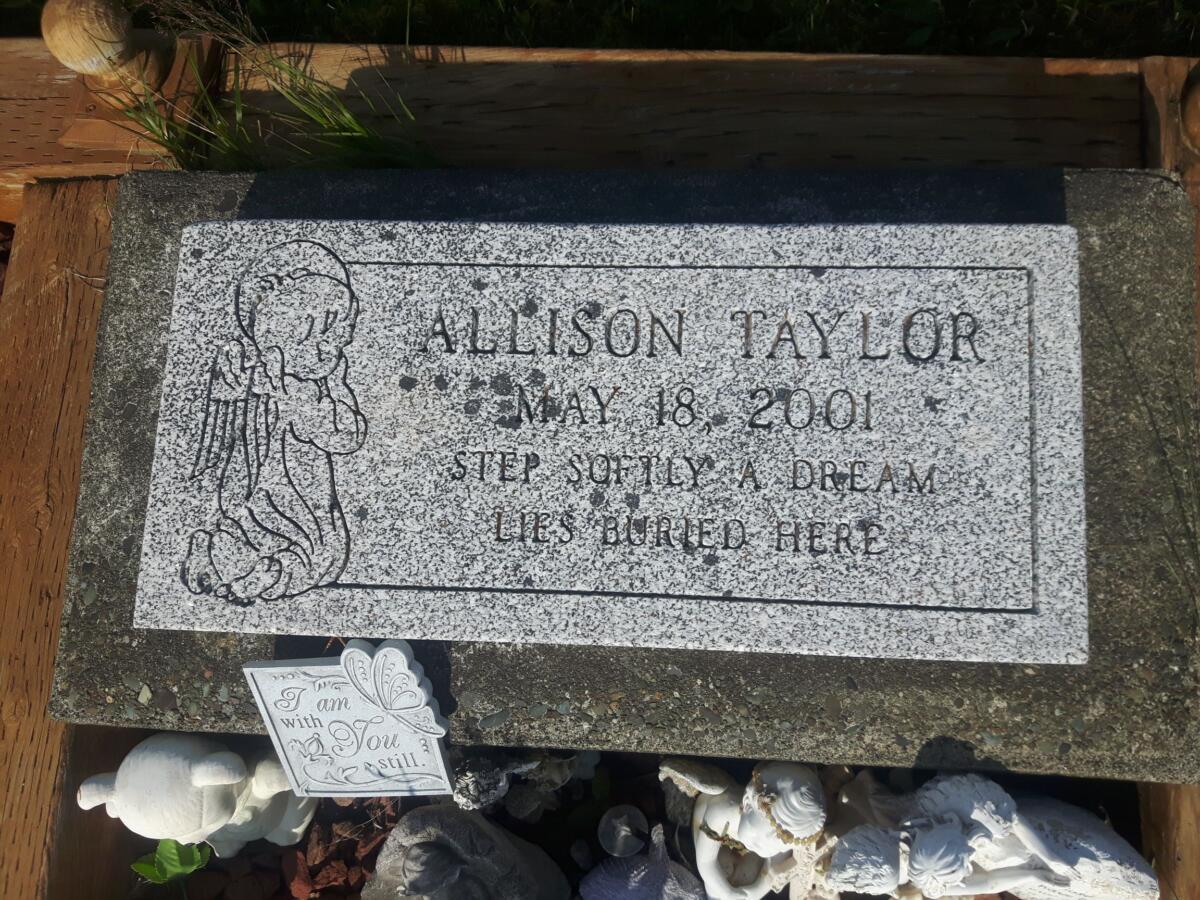 ALLISON TAYLOR
MAY 18, 2001
STEP SOFTLY A DREAM
LIES BURIED HERE
I am
with You
still.